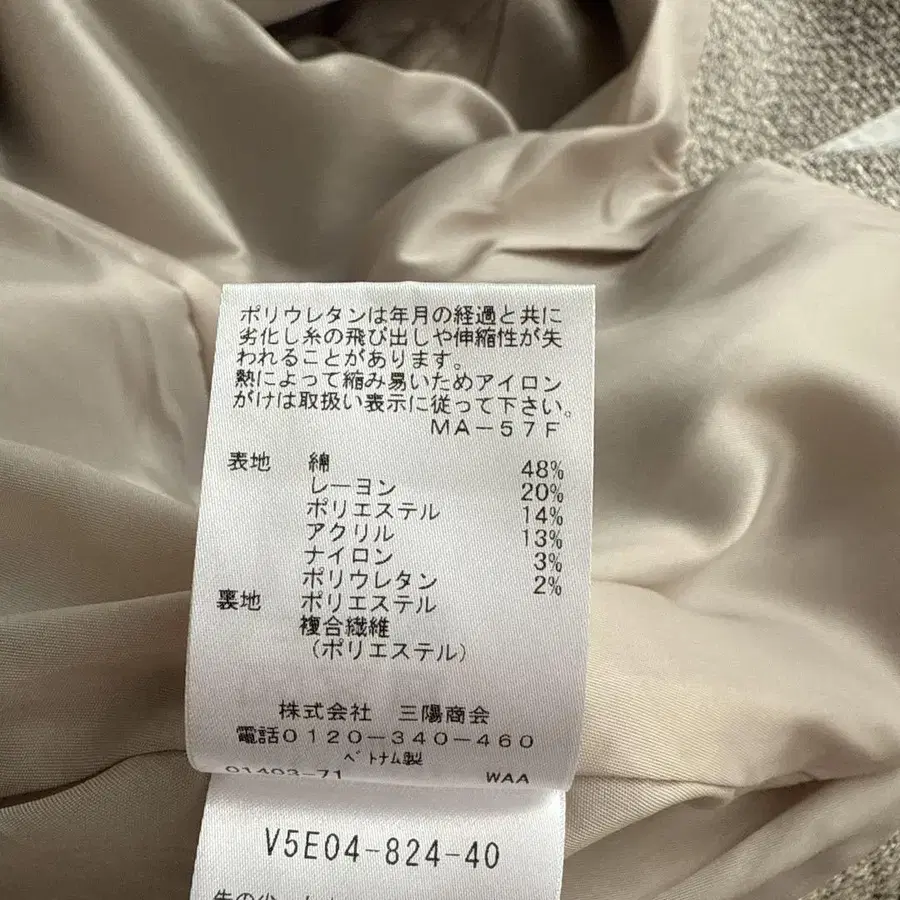 ポリウレタンは年月の経過と共に
劣化し糸の飛び出しや伸縮性が失
われることがあります。
熱によって縮み易いためアイロン
がけは取扱い表示に従って下さい。
MA-57F
表地 綿 48%
レーヨン 20%
ポリエステル 14%
アクリル 13%
ナイロン 3%
ポリウレタン 2%
裏地 ポリエステル
複合繊維
(ポリエステル)
株式会社 三陽商会
電話0120-340-460
ベトナム製
01403-71 WAA
V5E04-824-40